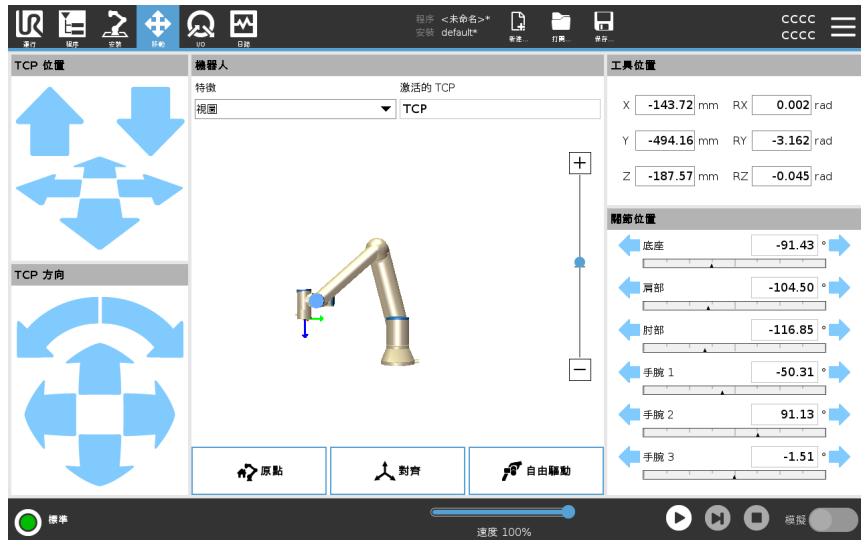 UR
运行
程序
安裝
移動
I/O
日誌
程序 <未命名>*
安裝 default*
新建...
打開...
保存...
CCCC
CCCC
TCP 位置
機器人
工具位置
特徵
激活的 TCP
視圖
TCP
X -143.72 mm RX 0.002 rad
Y -494.16 mm RY -3.162 rad
Z -187.57 mm RZ -0.045 rad
關節位置
底座 -91.43 °
肩部 -104.50 °
肘部 -116.85 °
手腕 1 -50.31 °
手腕 2 91.13 °
手腕 3 -1.51 °
TCP 方向
原點
對齊
自由驅動
標準
速度 100%
模擬